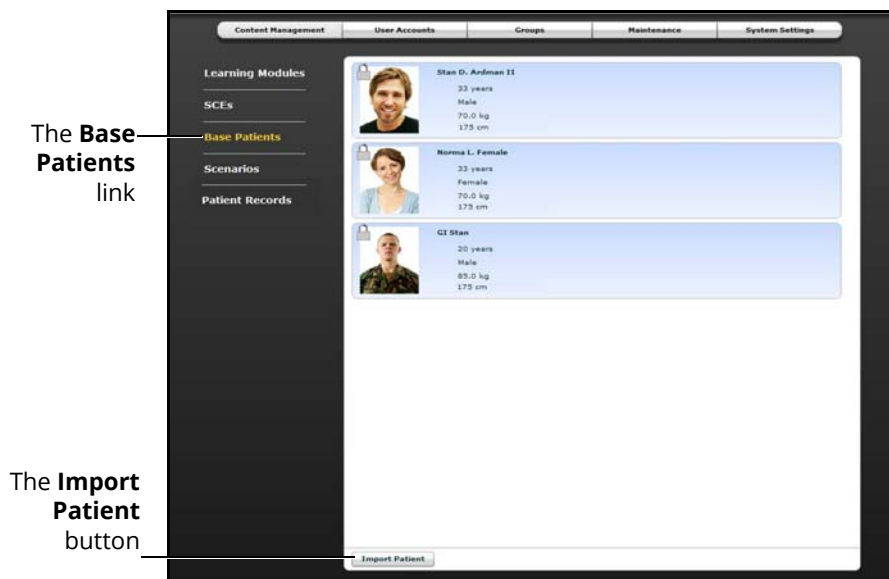 Content Management User Accounts Groups Maintenance System Settings
Learning Modules
SCEs
Base Patients
Scenarios
Patient Records
Stan D. Ardman II
33 years
Male
70.0 kg
175 cm
Norma L. Female
33 years
Female
70.0 kg
175 cm
GI Stan
20 years
Male
85.0 kg
175 cm
Import Patient
The Base
Patients
link
The Import
Patient
button